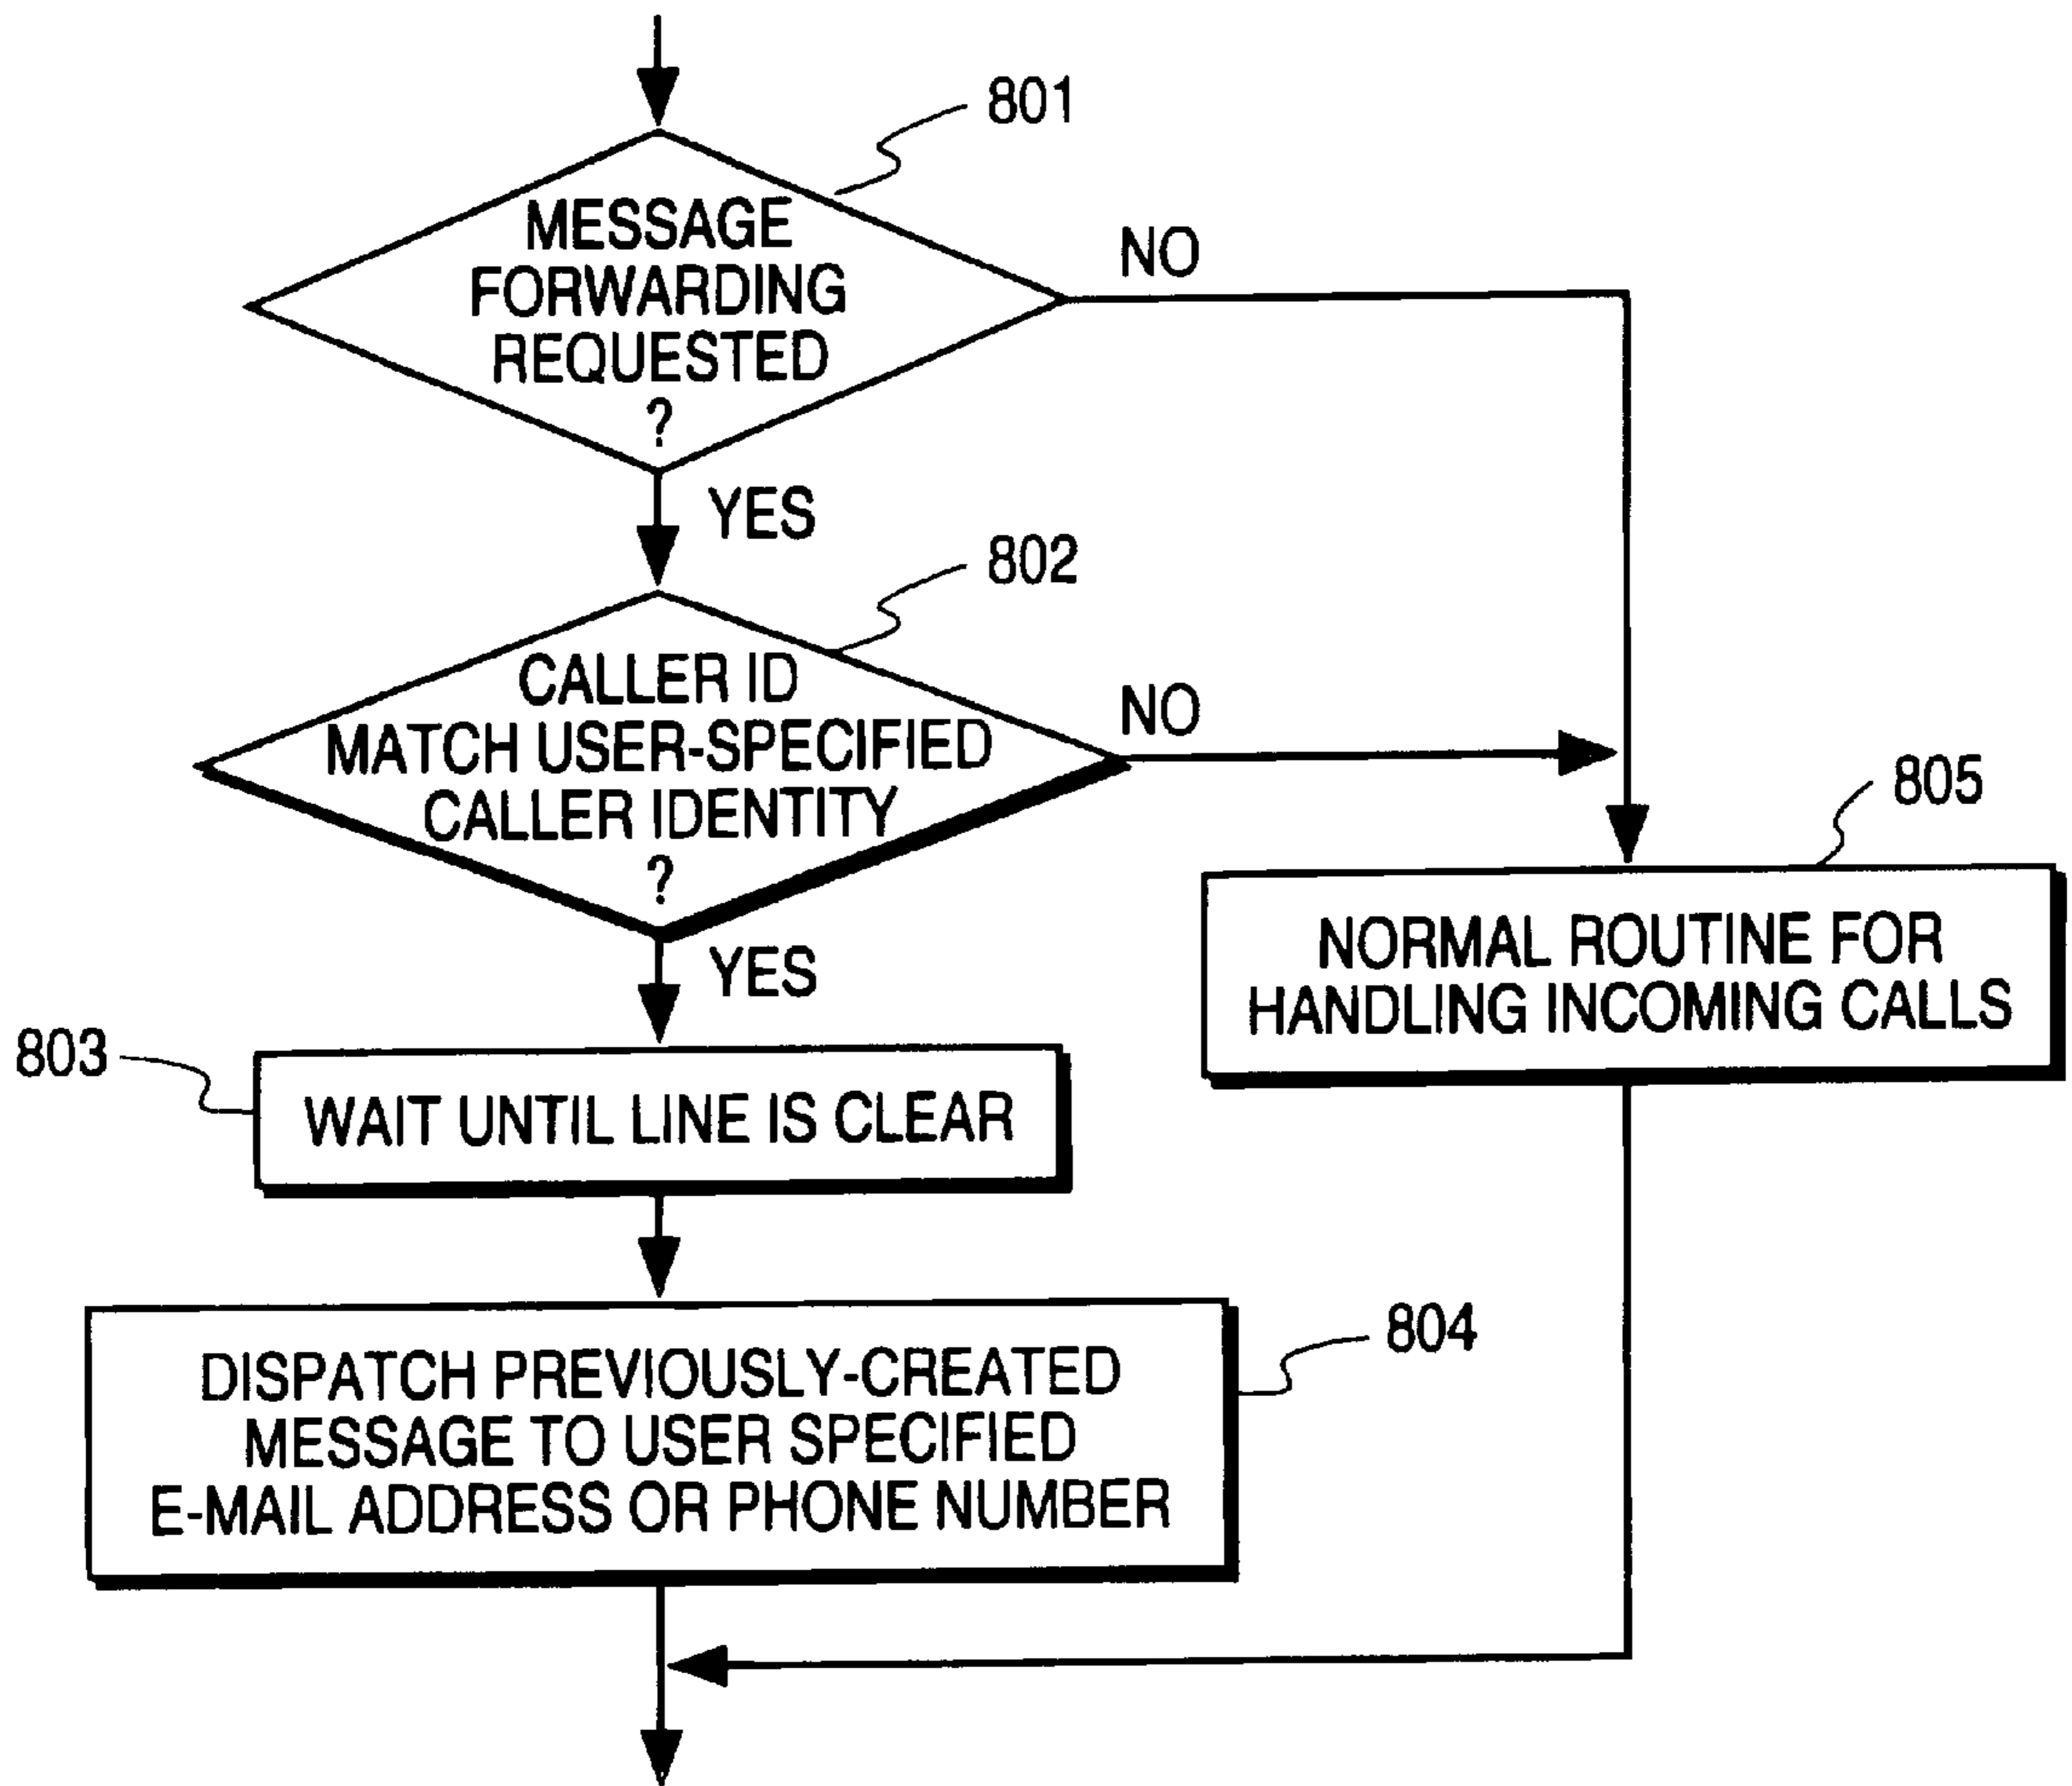 801
MESSAGE
FORWARDING
REQUESTED
?
NO
YES
802
CALLER ID
MATCH USER-SPECIFIED
CALLER IDENTITY
?
NO
YES
805
NORMAL ROUTINE FOR
HANDLING INCOMING CALLS
803
WAIT UNTIL LINE IS CLEAR
804
DISPATCH PREVIOUSLY-CREATED
MESSAGE TO USER SPECIFIED
E-MAIL ADDRESS OR PHONE NUMBER